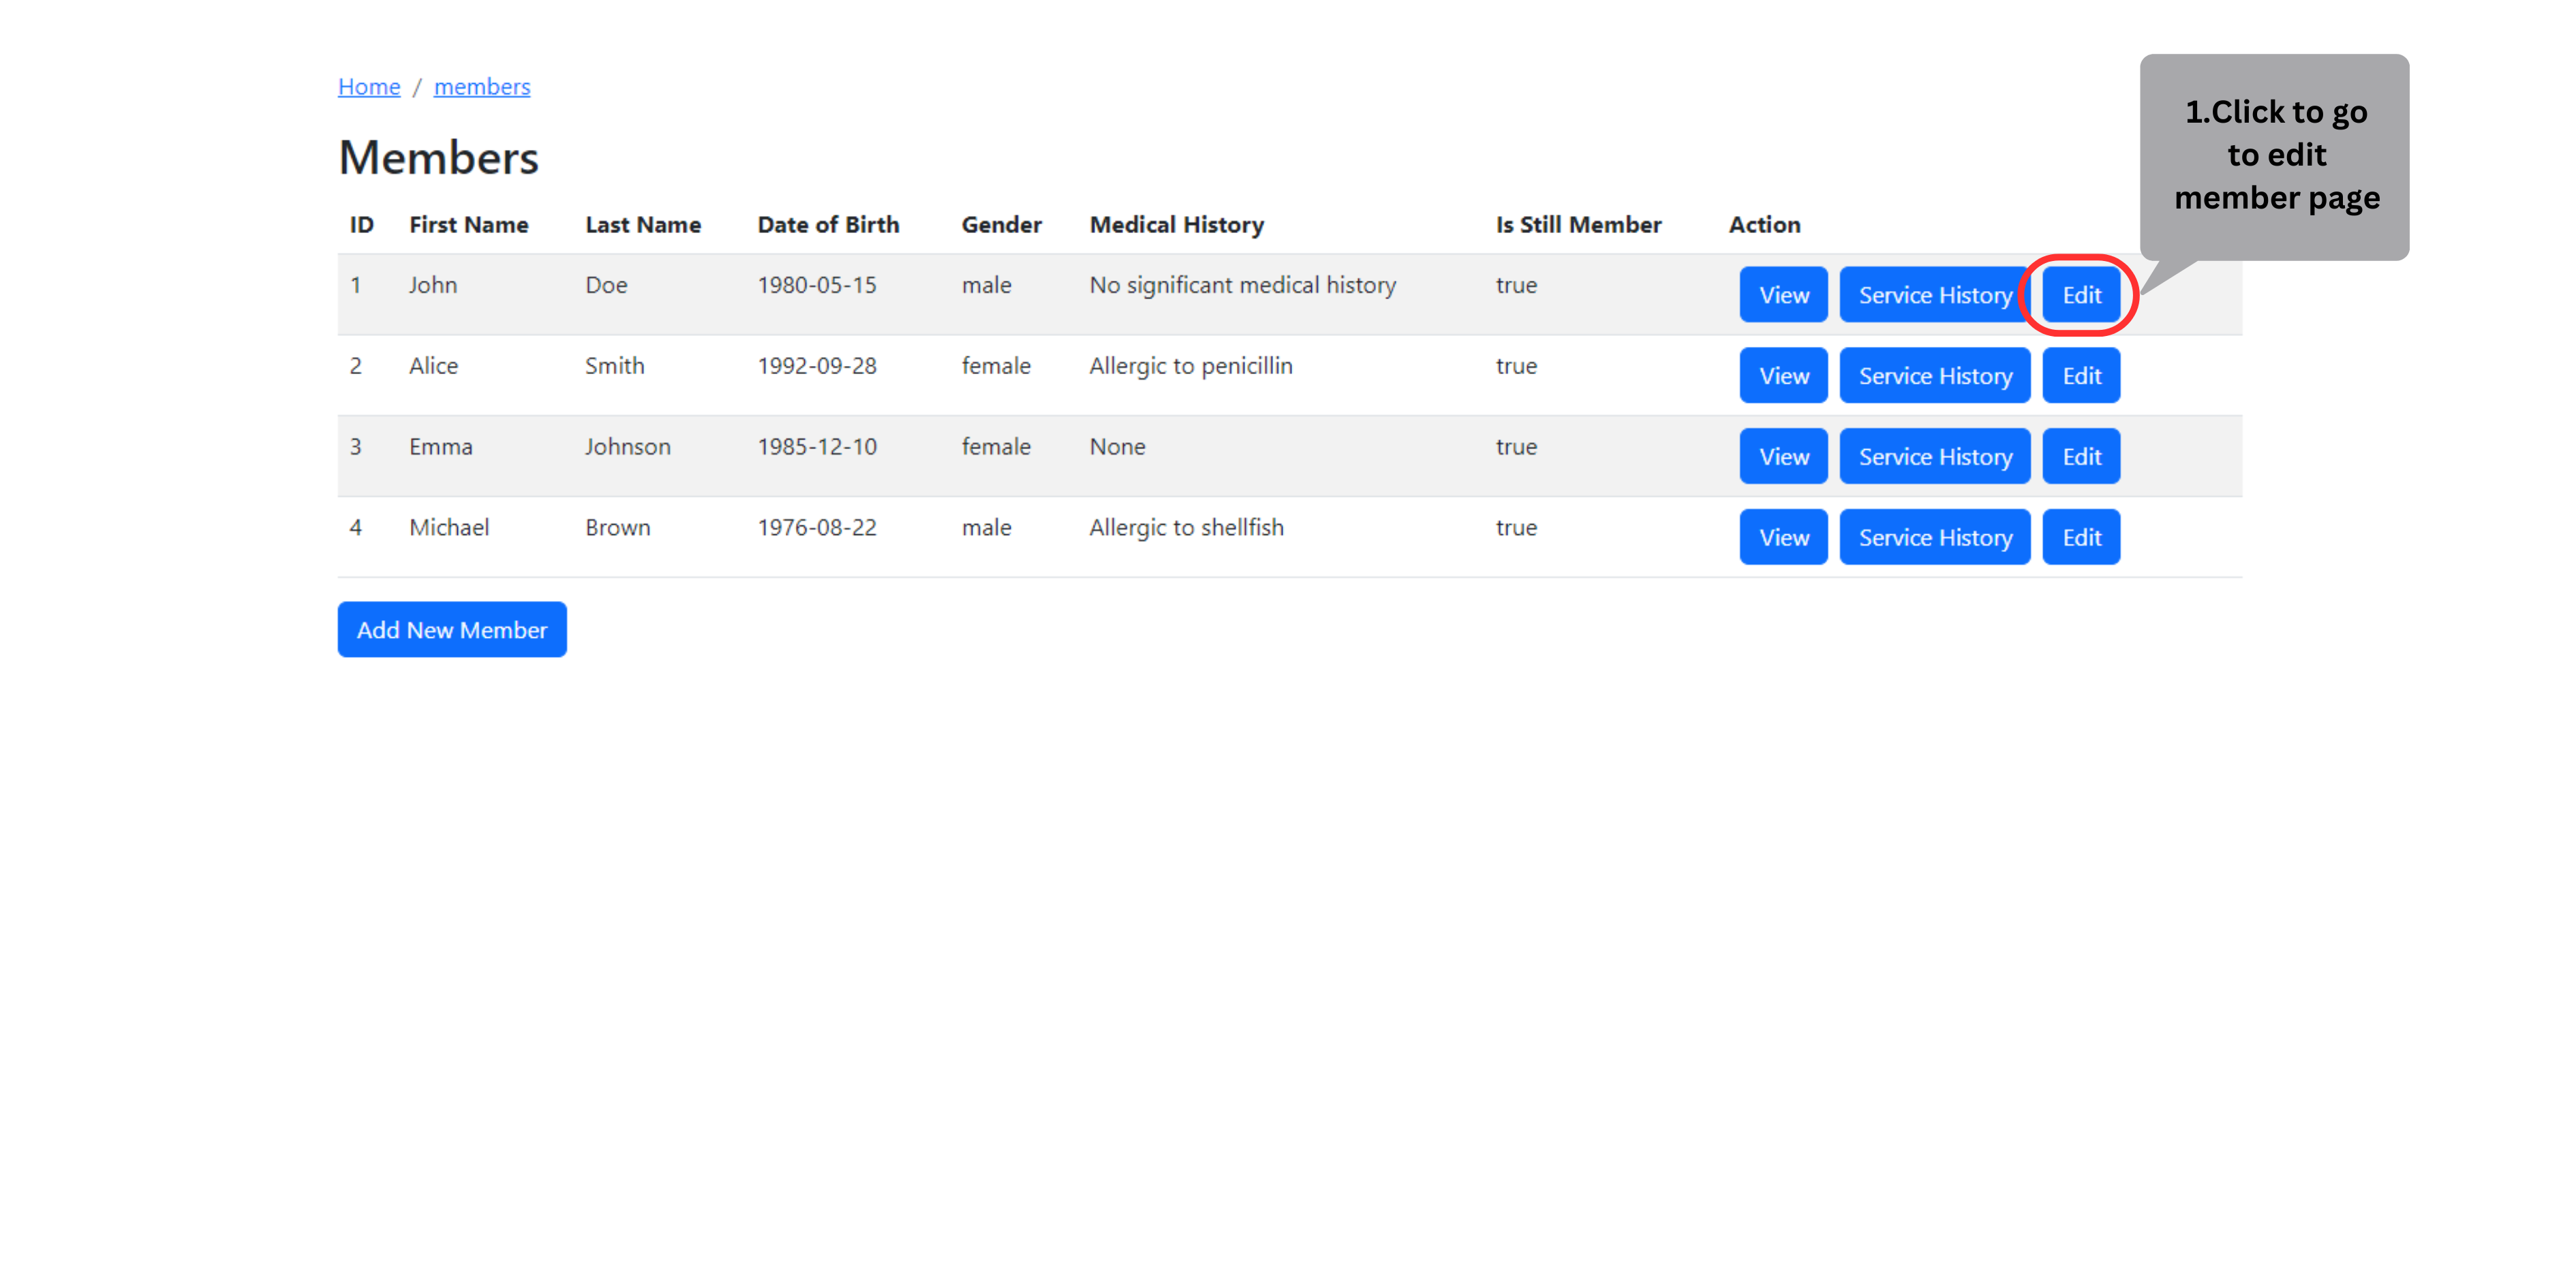 Home / members
1.Click to go
to edit
member page
Members
ID First Name Last Name Date of Birth Gender Medical History Is Still Member Action
1 John Doe 1980-05-15 male No significant medical history true View Service History Edit
2 Alice Smith 1992-09-28 female Allergic to penicillin true View Service History Edit
3 Emma Johnson 1985-12-10 female None true View Service History Edit
4 Michael Brown 1976-08-22 male Allergic to shellfish true View Service History Edit
Add New Member